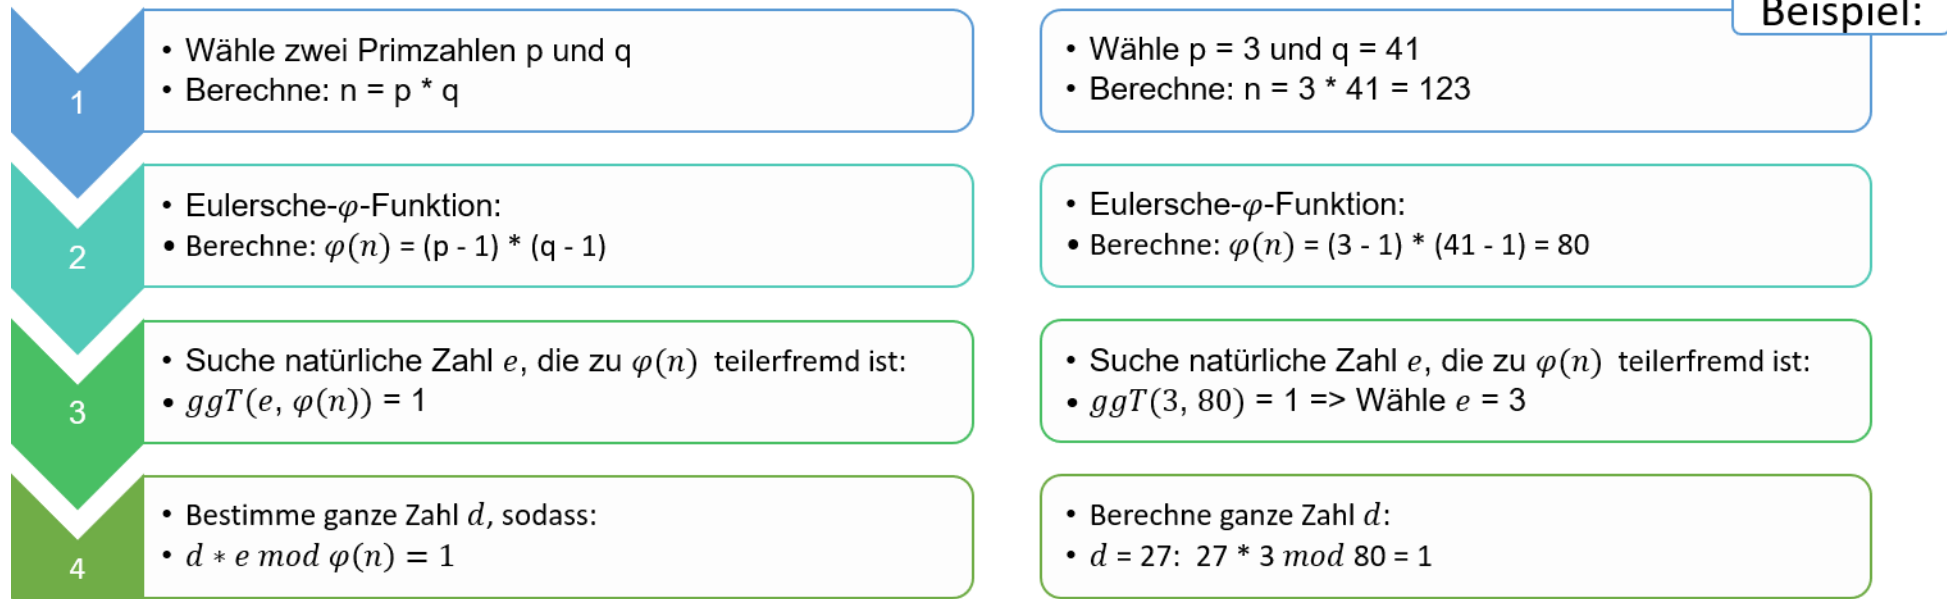 Beispiel:
1
• Wähle zwei Primzahlen p und q
• Berechne: n = p * q
• Wähle p = 3 und q = 41
• Berechne: n = 3 * 41 = 123
2
• Eulersche-φ-Funktion:
• Berechne: φ(n) = (p - 1) * (q - 1)
• Eulersche-φ-Funktion:
• Berechne: φ(n) = (3 - 1) * (41 - 1) = 80
3
• Suche natürliche Zahl e, die zu φ(n) teilerfremd ist:
• ggT(e, φ(n)) = 1
• Suche natürliche Zahl e, die zu φ(n) teilerfremd ist:
• ggT(3, 80) = 1 => Wähle e = 3
4
• Bestimme ganze Zahl d, sodass:
• d ∗ e mod φ(n) = 1
• Berechne ganze Zahl d:
• d = 27: 27 * 3 mod 80 = 1